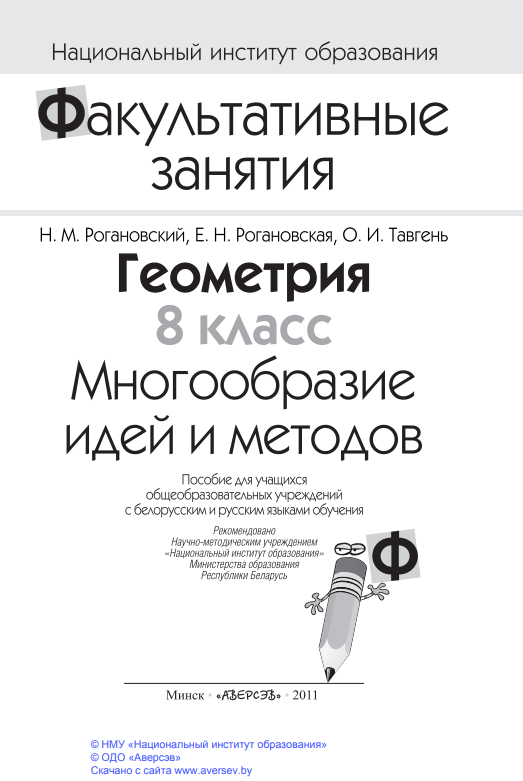 Национальный институт образования
Факультативные
занятия
Н. М. Рогановский, Е. Н. Рогановская, О. И. Тавгень
Геометрия
8 класс
Многообразие
идей и методов
Пособие для учащихся
общеобразовательных учреждений
с белорусским и русским языками обучения
Рекомендовано
Научно-методическим учреждением
«Национальный институт образования»
Министерства образования
Республики Беларусь
Ф
Минск • «АВЕРСЭВ» • 2011
© НМУ «Национальный институт образования»
© ОДО «Аверсэв»
Скачано с сайта www.aversev.by